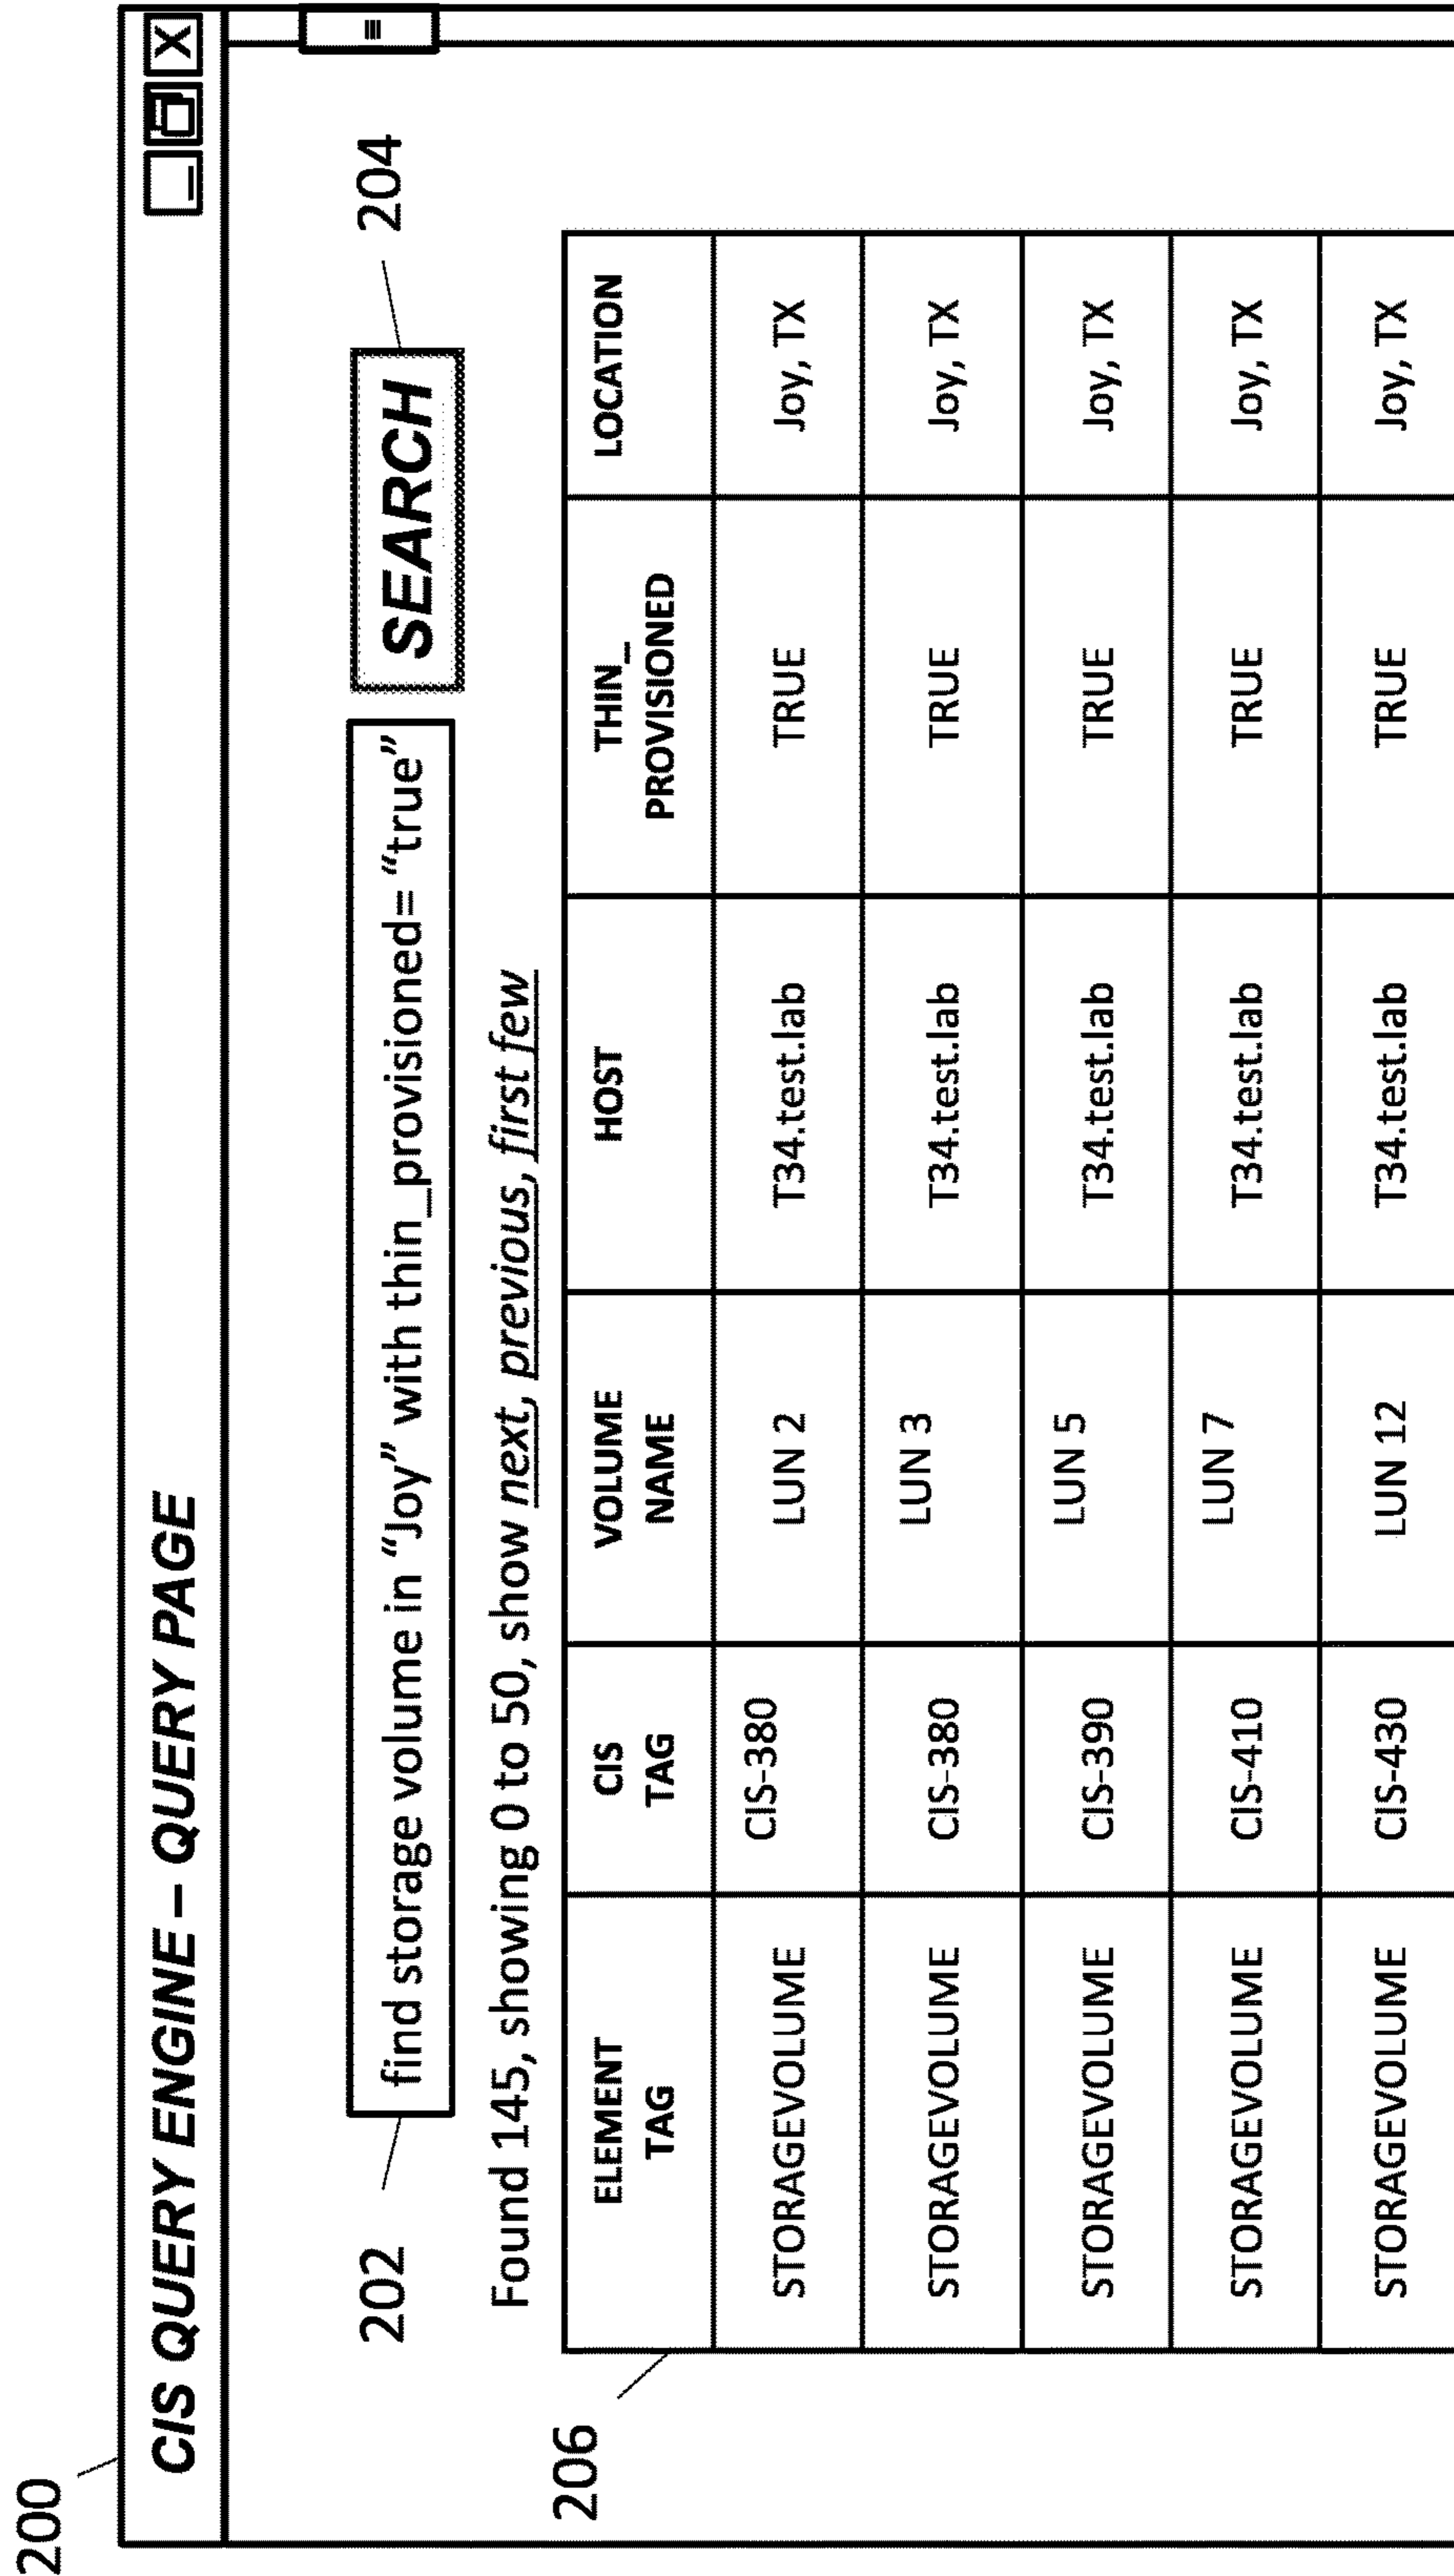 200
CIS QUERY ENGINE – QUERY PAGE _ X
202 find storage volume in “Joy” with thin_provisioned= “true” SEARCH 204
Found 145, showing 0 to 50, show next, previous, first few
206
ELEMENT TAG CIS TAG VOLUME NAME HOST THIN_ PROVISIONED LOCATION
STORAGEVOLUME CIS-380 LUN 2 T34.test.lab TRUE Joy, TX
STORAGEVOLUME CIS-380 LUN 3 T34.test.lab TRUE Joy, TX
STORAGEVOLUME CIS-390 LUN 5 T34.test.lab TRUE Joy, TX
STORAGEVOLUME CIS-410 LUN 7 T34.test.lab TRUE Joy, TX
STORAGEVOLUME CIS-430 LUN 12 T34.test.lab TRUE Joy, TX